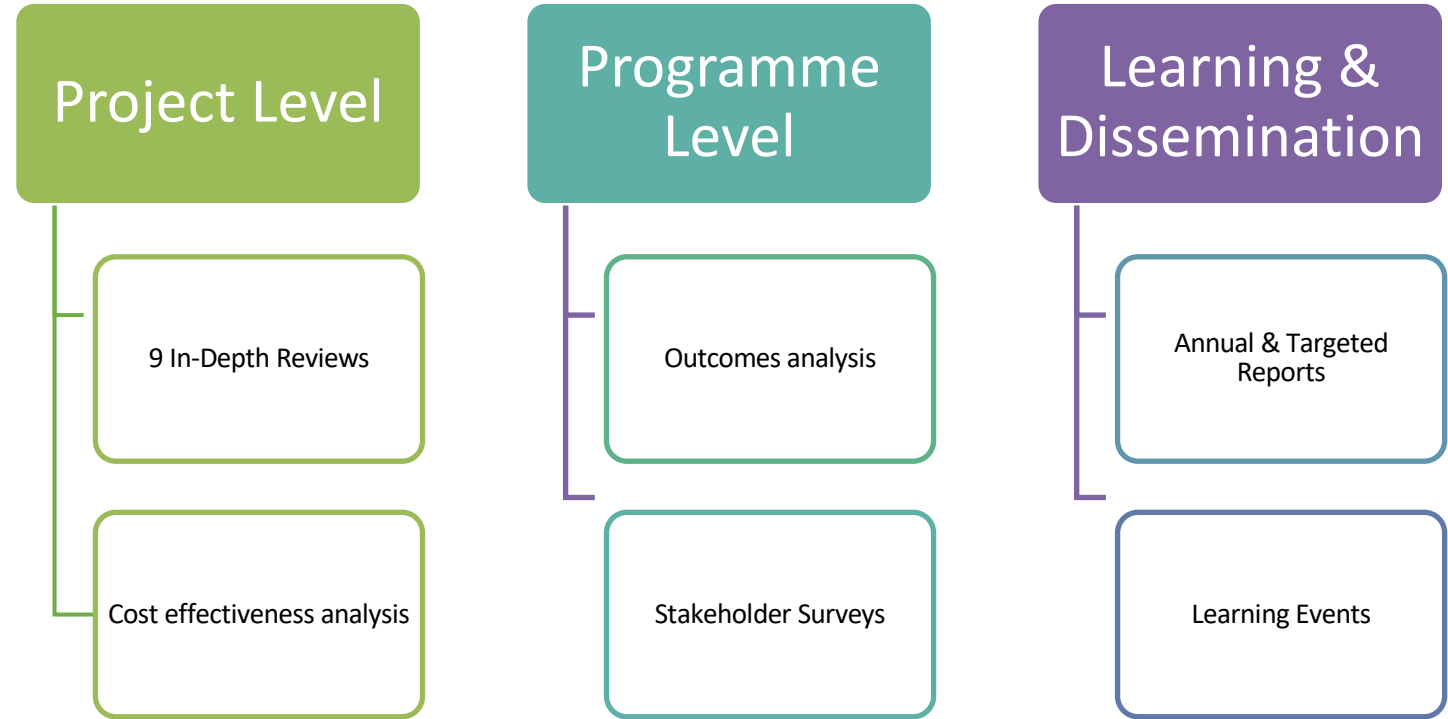 Project Level
9 In-Depth Reviews
Cost effectiveness analysis
Programme
Level
Outcomes analysis
Stakeholder Surveys
Learning &
Dissemination
Annual & Targeted
Reports
Learning Events